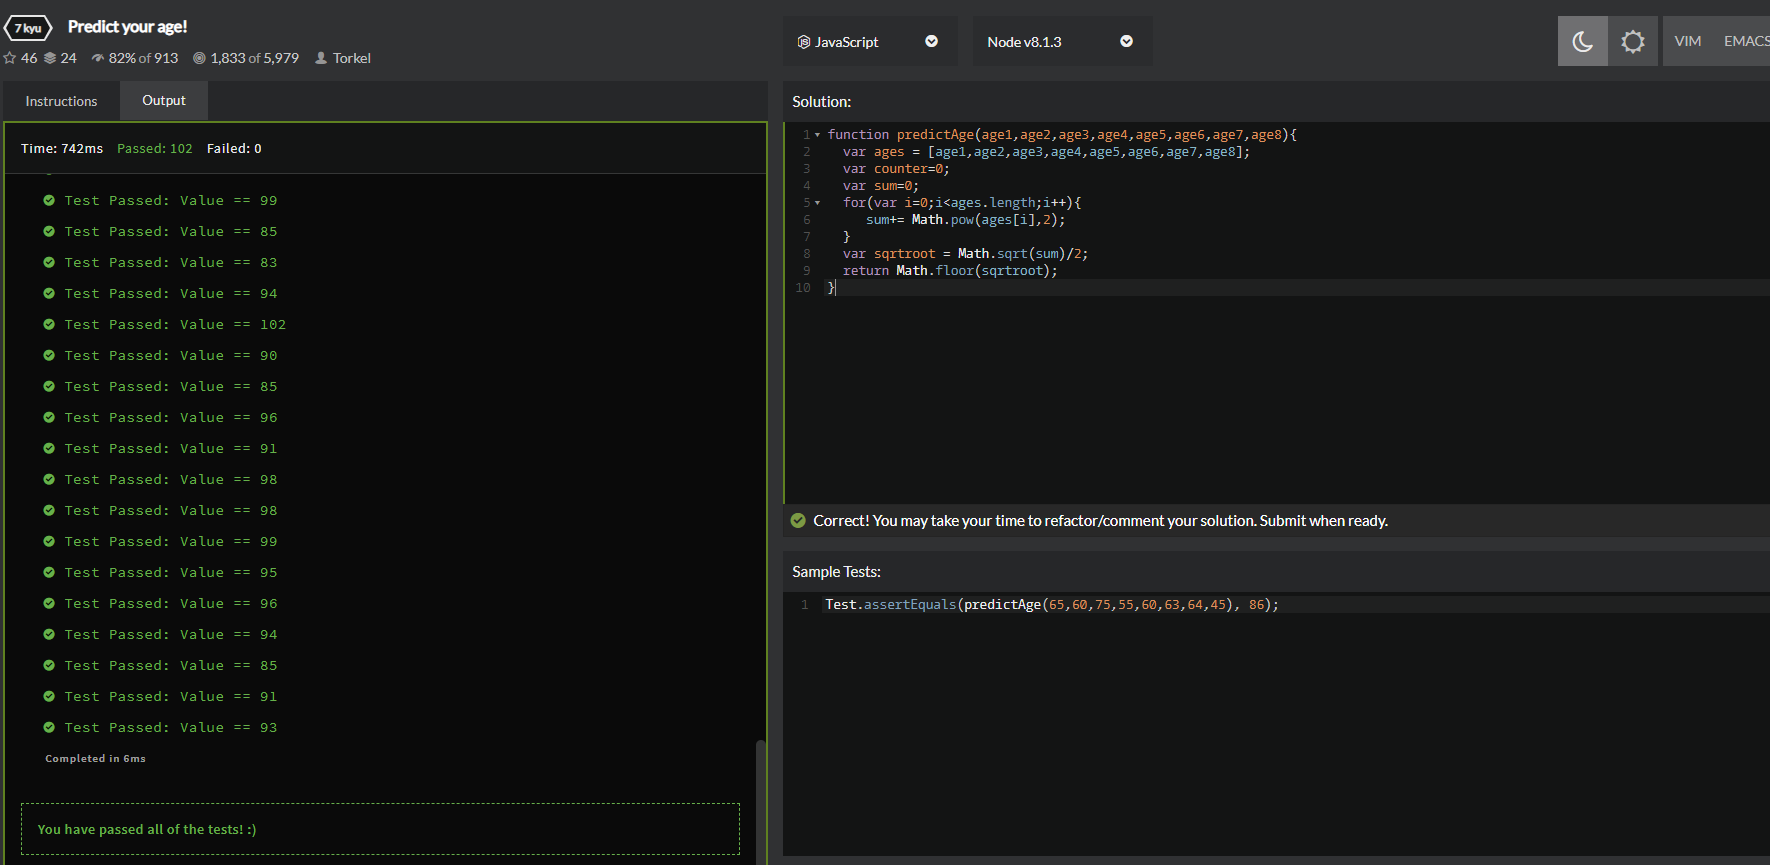 7 kyu
Predict your age!
46 24 82% of 913 1,833 of 5,979 Torkel
JavaScript
Node v8.1.3
VIM
EMACS
Instructions
Output
Time: 742ms Passed: 102 Failed: 0
Test Passed: Value == 99
Test Passed: Value == 85
Test Passed: Value == 83
Test Passed: Value == 94
Test Passed: Value == 102
Test Passed: Value == 90
Test Passed: Value == 85
Test Passed: Value == 96
Test Passed: Value == 91
Test Passed: Value == 98
Test Passed: Value == 98
Test Passed: Value == 99
Test Passed: Value == 95
Test Passed: Value == 96
Test Passed: Value == 94
Test Passed: Value == 85
Test Passed: Value == 91
Test Passed: Value == 93
Completed in 6ms
You have passed all of the tests! :)
Solution:
1 function predictAge(age1,age2,age3,age4,age5,age6,age7,age8){
2 var ages = [age1,age2,age3,age4,age5,age6,age7,age8];
3 var counter=0;
4 var sum=0;
5 for(var i=0;i<ages.length;i++){
6 sum+= Math.pow(ages[i],2);
7 }
8 var sqrtroot = Math.sqrt(sum)/2;
9 return Math.floor(sqrtroot);
10 }
Correct! You may take your time to refactor/comment your solution. Submit when ready.
Sample Tests:
1 Test.assertEquals(predictAge(65,60,75,55,60,63,64,45), 86);